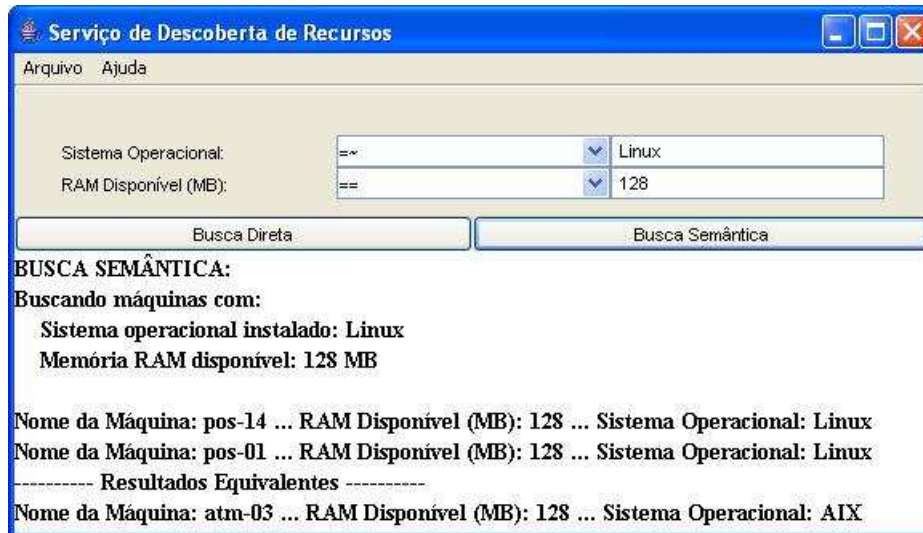 Serviço de Descoberta de Recursos
Arquivo Ajuda
Sistema Operacional: =~ Linux
RAM Disponível (MB): == 128
Busca Direta Busca Semântica
BUSCA SEMÂNTICA:
Buscando máquinas com:
Sistema operacional instalado: Linux
Memória RAM disponível: 128 MB
Nome da Máquina: pos-14 ... RAM Disponível (MB): 128 ... Sistema Operacional: Linux
Nome da Máquina: pos-01 ... RAM Disponível (MB): 128 ... Sistema Operacional: Linux
---------- Resultados Equivalentes ----------
Nome da Máquina: atm-03 ... RAM Disponível (MB): 128 ... Sistema Operacional: AIX